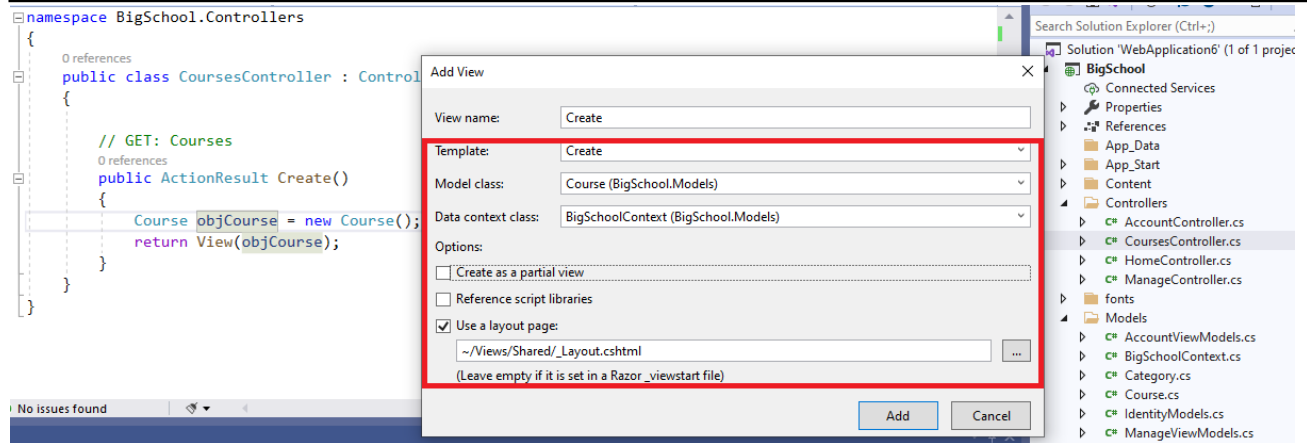 namespace BigSchool.Controllers
{
0 references
public class CoursesController : Control
{
// GET: Courses
0 references
public ActionResult Create()
{
Course objCourse = new Course();
return View(objCourse);
}
}
}
No issues found
Add View
View name: Create
Template: Create
Model class: Course (BigSchool.Models)
Data context class: BigSchoolContext (BigSchool.Models)
Options:
Create as a partial view
Reference script libraries
Use a layout page:
~/Views/Shared/_Layout.cshtml
...
(Leave empty if it is set in a Razor _viewstart file)
Add Cancel
Search Solution Explorer (Ctrl+;)
Solution 'WebApplication6' (1 of 1 projec
BigSchool
Connected Services
Properties
References
App_Data
App_Start
Content
Controllers
C# AccountController.cs
C# CoursesController.cs
C# HomeController.cs
C# ManageController.cs
fonts
Models
C# AccountViewModels.cs
C# BigSchoolContext.cs
C# Category.cs
C# Course.cs
C# IdentityModels.cs
C# ManageViewModels.cs